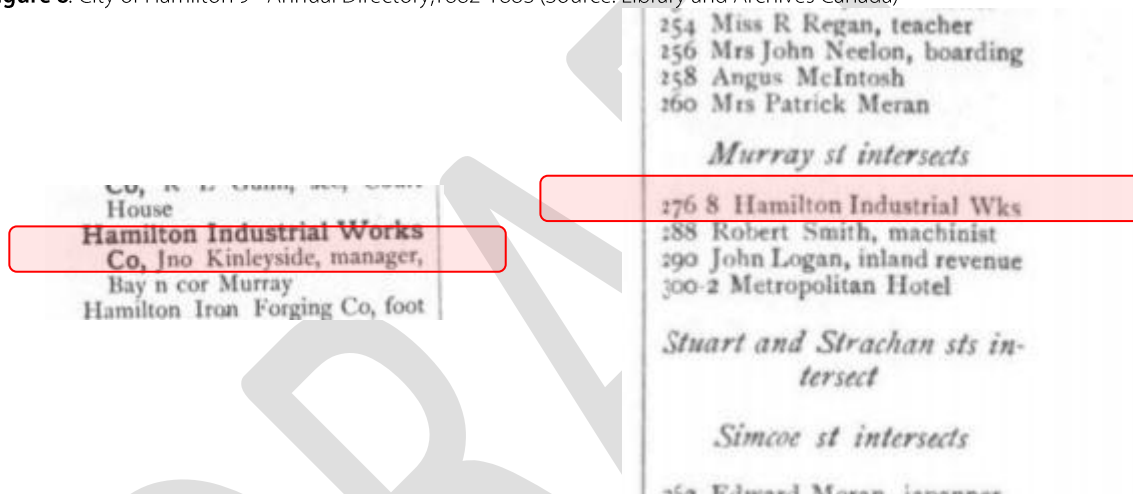 City of Hamilton 9 Annual Directory, 1882-1883 (Source: Library and Archives Canada)
House
Hamilton Industrial Works
Co, Jno Kinleyside, manager,
Bay n cor Murray
Hamilton Iron Forging Co, foot
254 Miss R Regan, teacher
256 Mrs John Neelon, boarding
258 Angus McIntosh
260 Mrs Patrick Meran
Murray st intersects
276 8 Hamilton Industrial Wks
288 Robert Smith, machinist
290 John Logan, inland revenue
300-2 Metropolitan Hotel
Stuart and Strachan sts in-
tersect
Simcoe st intersects